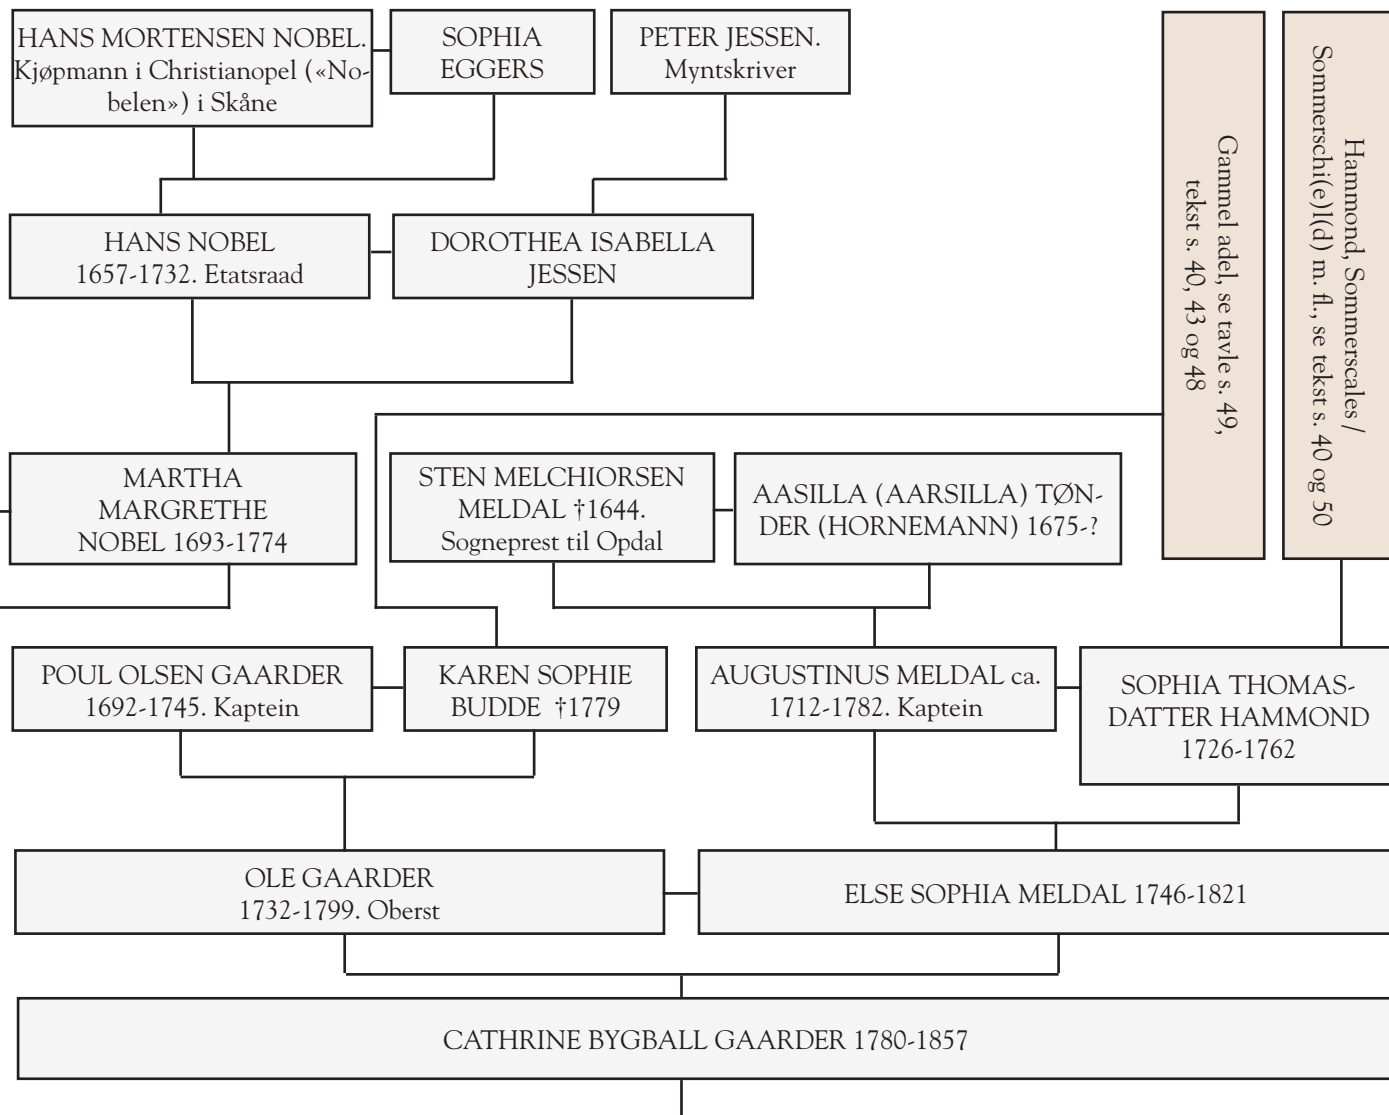 HANS MORTENSEN NOBEL.
Kjøpmann i Christianopel («No-
belen») i Skåne
SOPHIA
EGGERS
PETER JESSEN.
Myntskriver
Gammel adel, se tavle s. 49,
tekst s. 40, 43 og 48
Hammond, Sommerscales /
Sommerschi(e)l(d) m. fl., se tekst s. 40 og 50
HANS NOBEL
1657-1732. Etatsraad
DOROTHEA ISABELLA
JESSEN
MARTHA
MARGRETHE
NOBEL 1693-1774
STEN MELCHIORSEN
MELDAL †1644.
Sogneprest til Opdal
AASILLA (AARSILLA) TØN-
DER (HORNEMANN) 1675-?
POUL OLSEN GAARDER
1692-1745. Kaptein
KAREN SOPHIE
BUDDE †1779
AUGUSTINUS MELDAL ca.
1712-1782. Kaptein
SOPHIA THOMAS-
DATTER HAMMOND
1726-1762
OLE GAARDER
1732-1799. Oberst
ELSE SOPHIA MELDAL 1746-1821
CATHRINE BYGBALL GAARDER 1780-1857